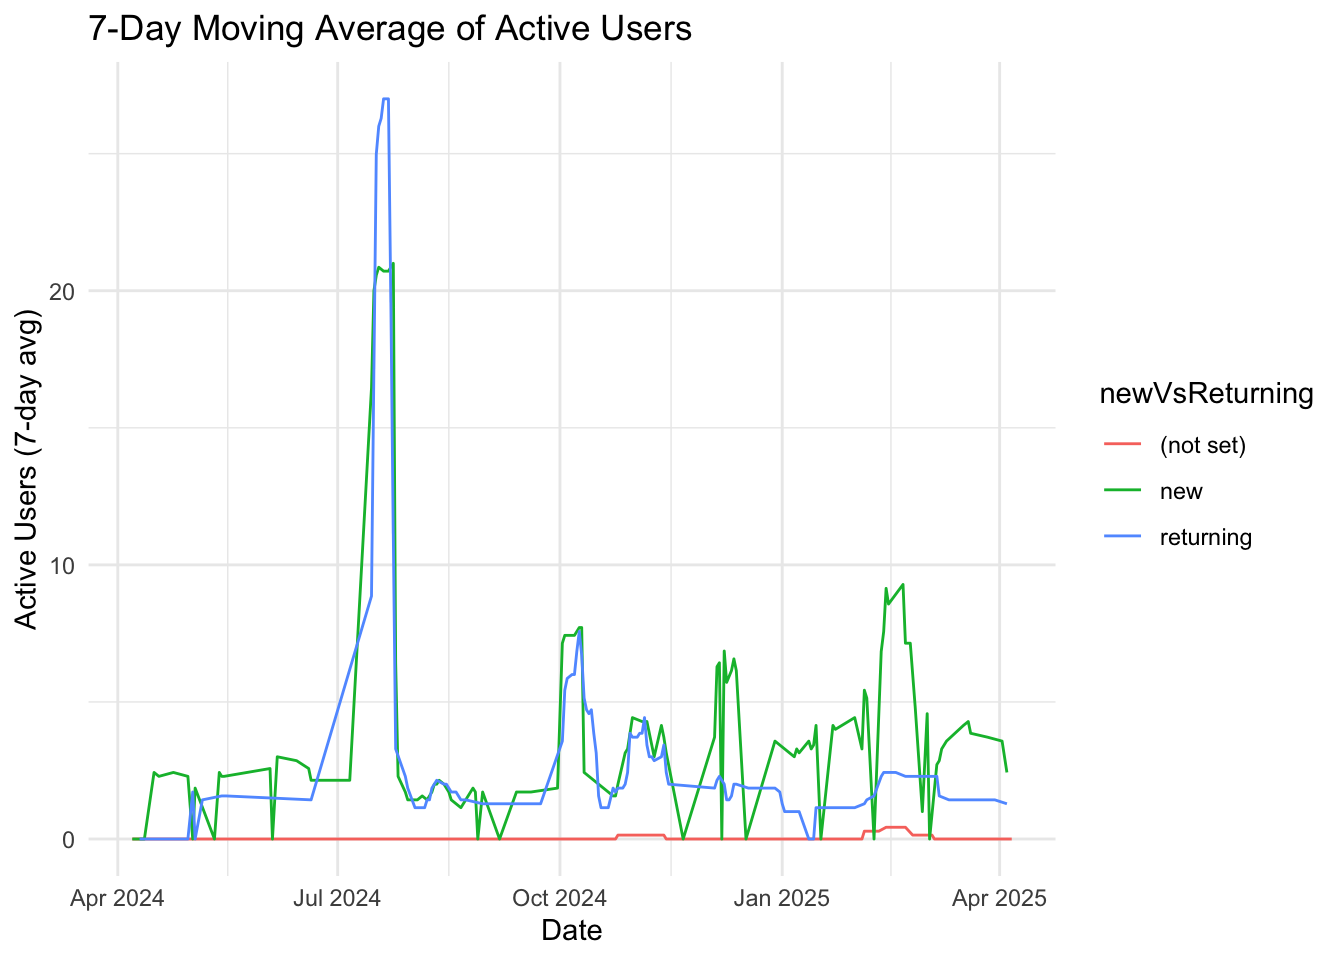 7-Day Moving Average of Active Users
Active Users (7-day avg)
20
10
0
Apr 2024
Jul 2024
Oct 2024
Jan 2025
Apr 2025
Date
newVsReturning
(not set)
new
returning